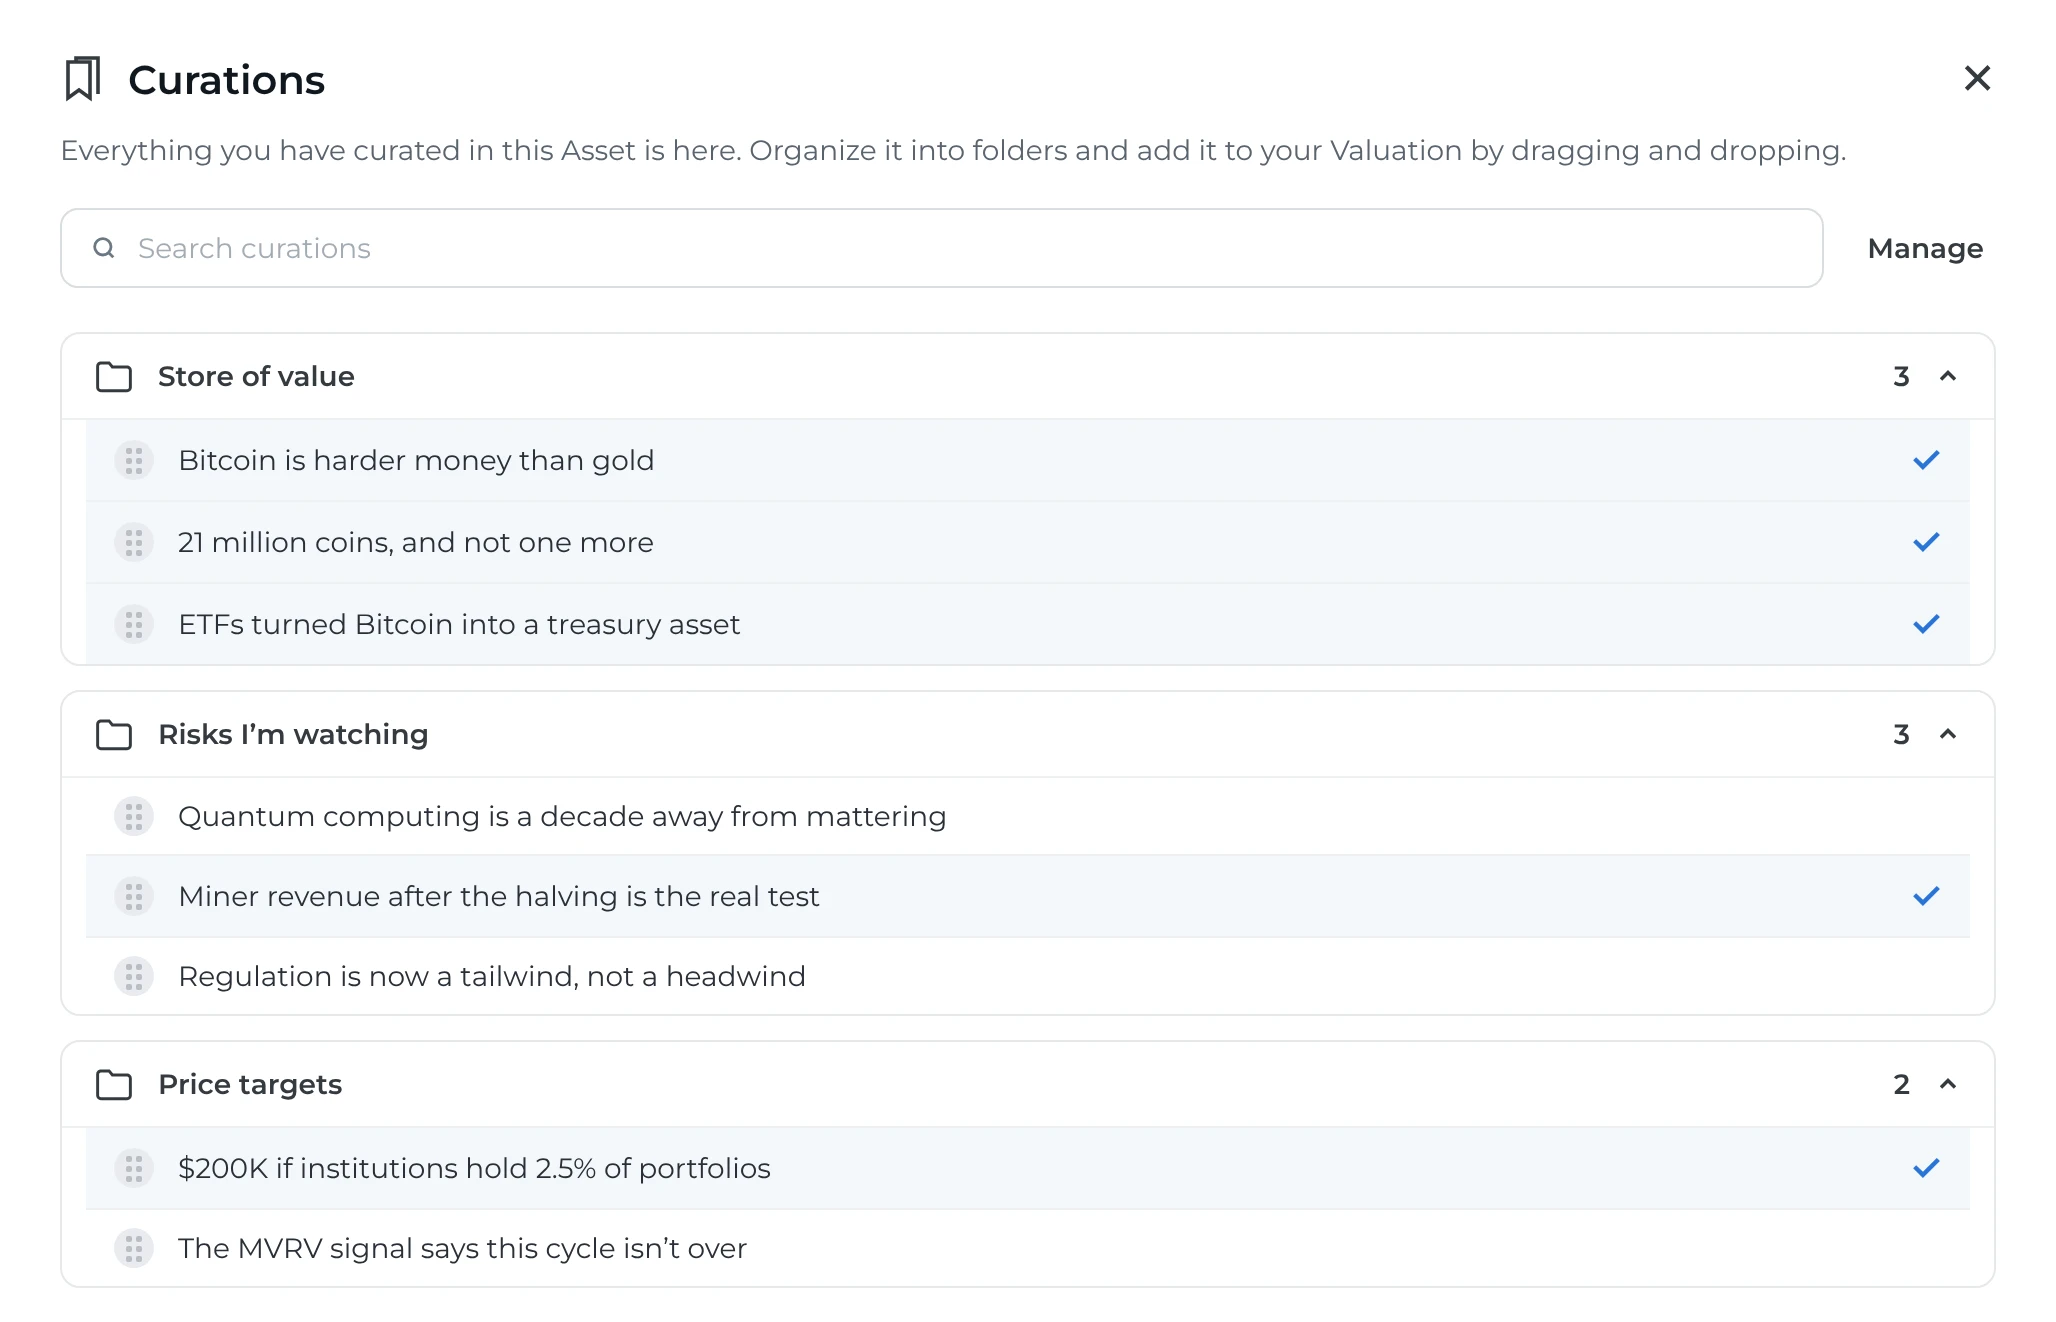 Curations
Everything you have curated in this Asset is here. Organize it into folders and add it to your Valuation by dragging and dropping.
Search curations
Manage
Store of value
3
Bitcoin is harder money than gold
21 million coins, and not one more
ETFs turned Bitcoin into a treasury asset
Risks I’m watching
3
Quantum computing is a decade away from mattering
Miner revenue after the halving is the real test
Regulation is now a tailwind, not a headwind
Price targets
2
$200K if institutions hold 2.5% of portfolios
The MVRV signal says this cycle isn’t over